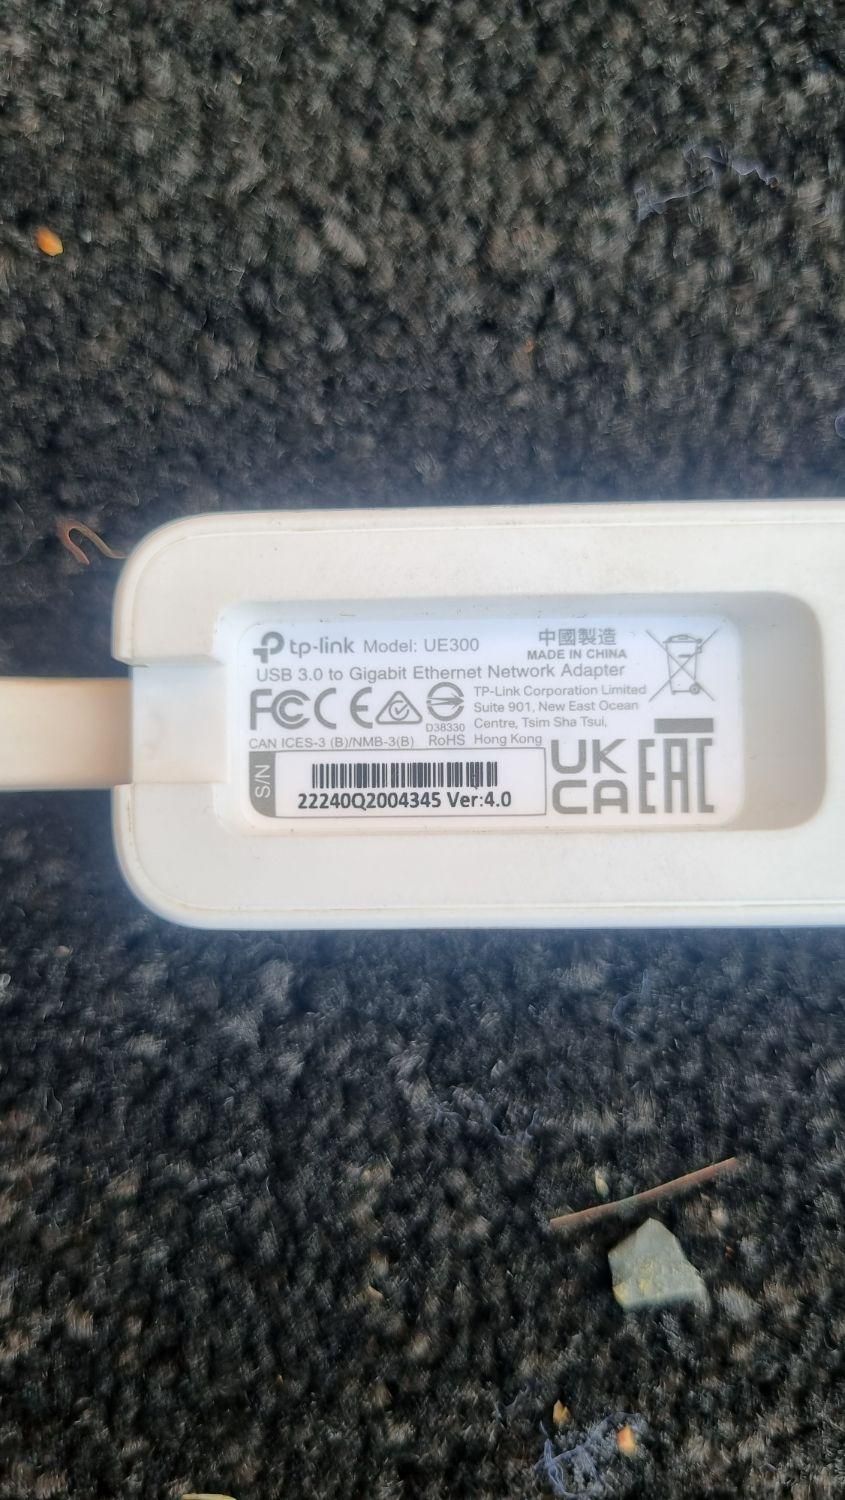 tp-link Model: UE300
中國製造
MADE IN CHINA
USB 3.0 to Gigabit Ethernet Network Adapter
FCC CE
D38330
RoHS
TP-Link Corporation Limited
Suite 901, New East Ocean
Centre, Tsim Sha Tsui,
Hong Kong
CAN ICES-3 (B)/NMB-3(B)
S/N
22240Q2004345 Ver:4.0
UK
CA
EAC